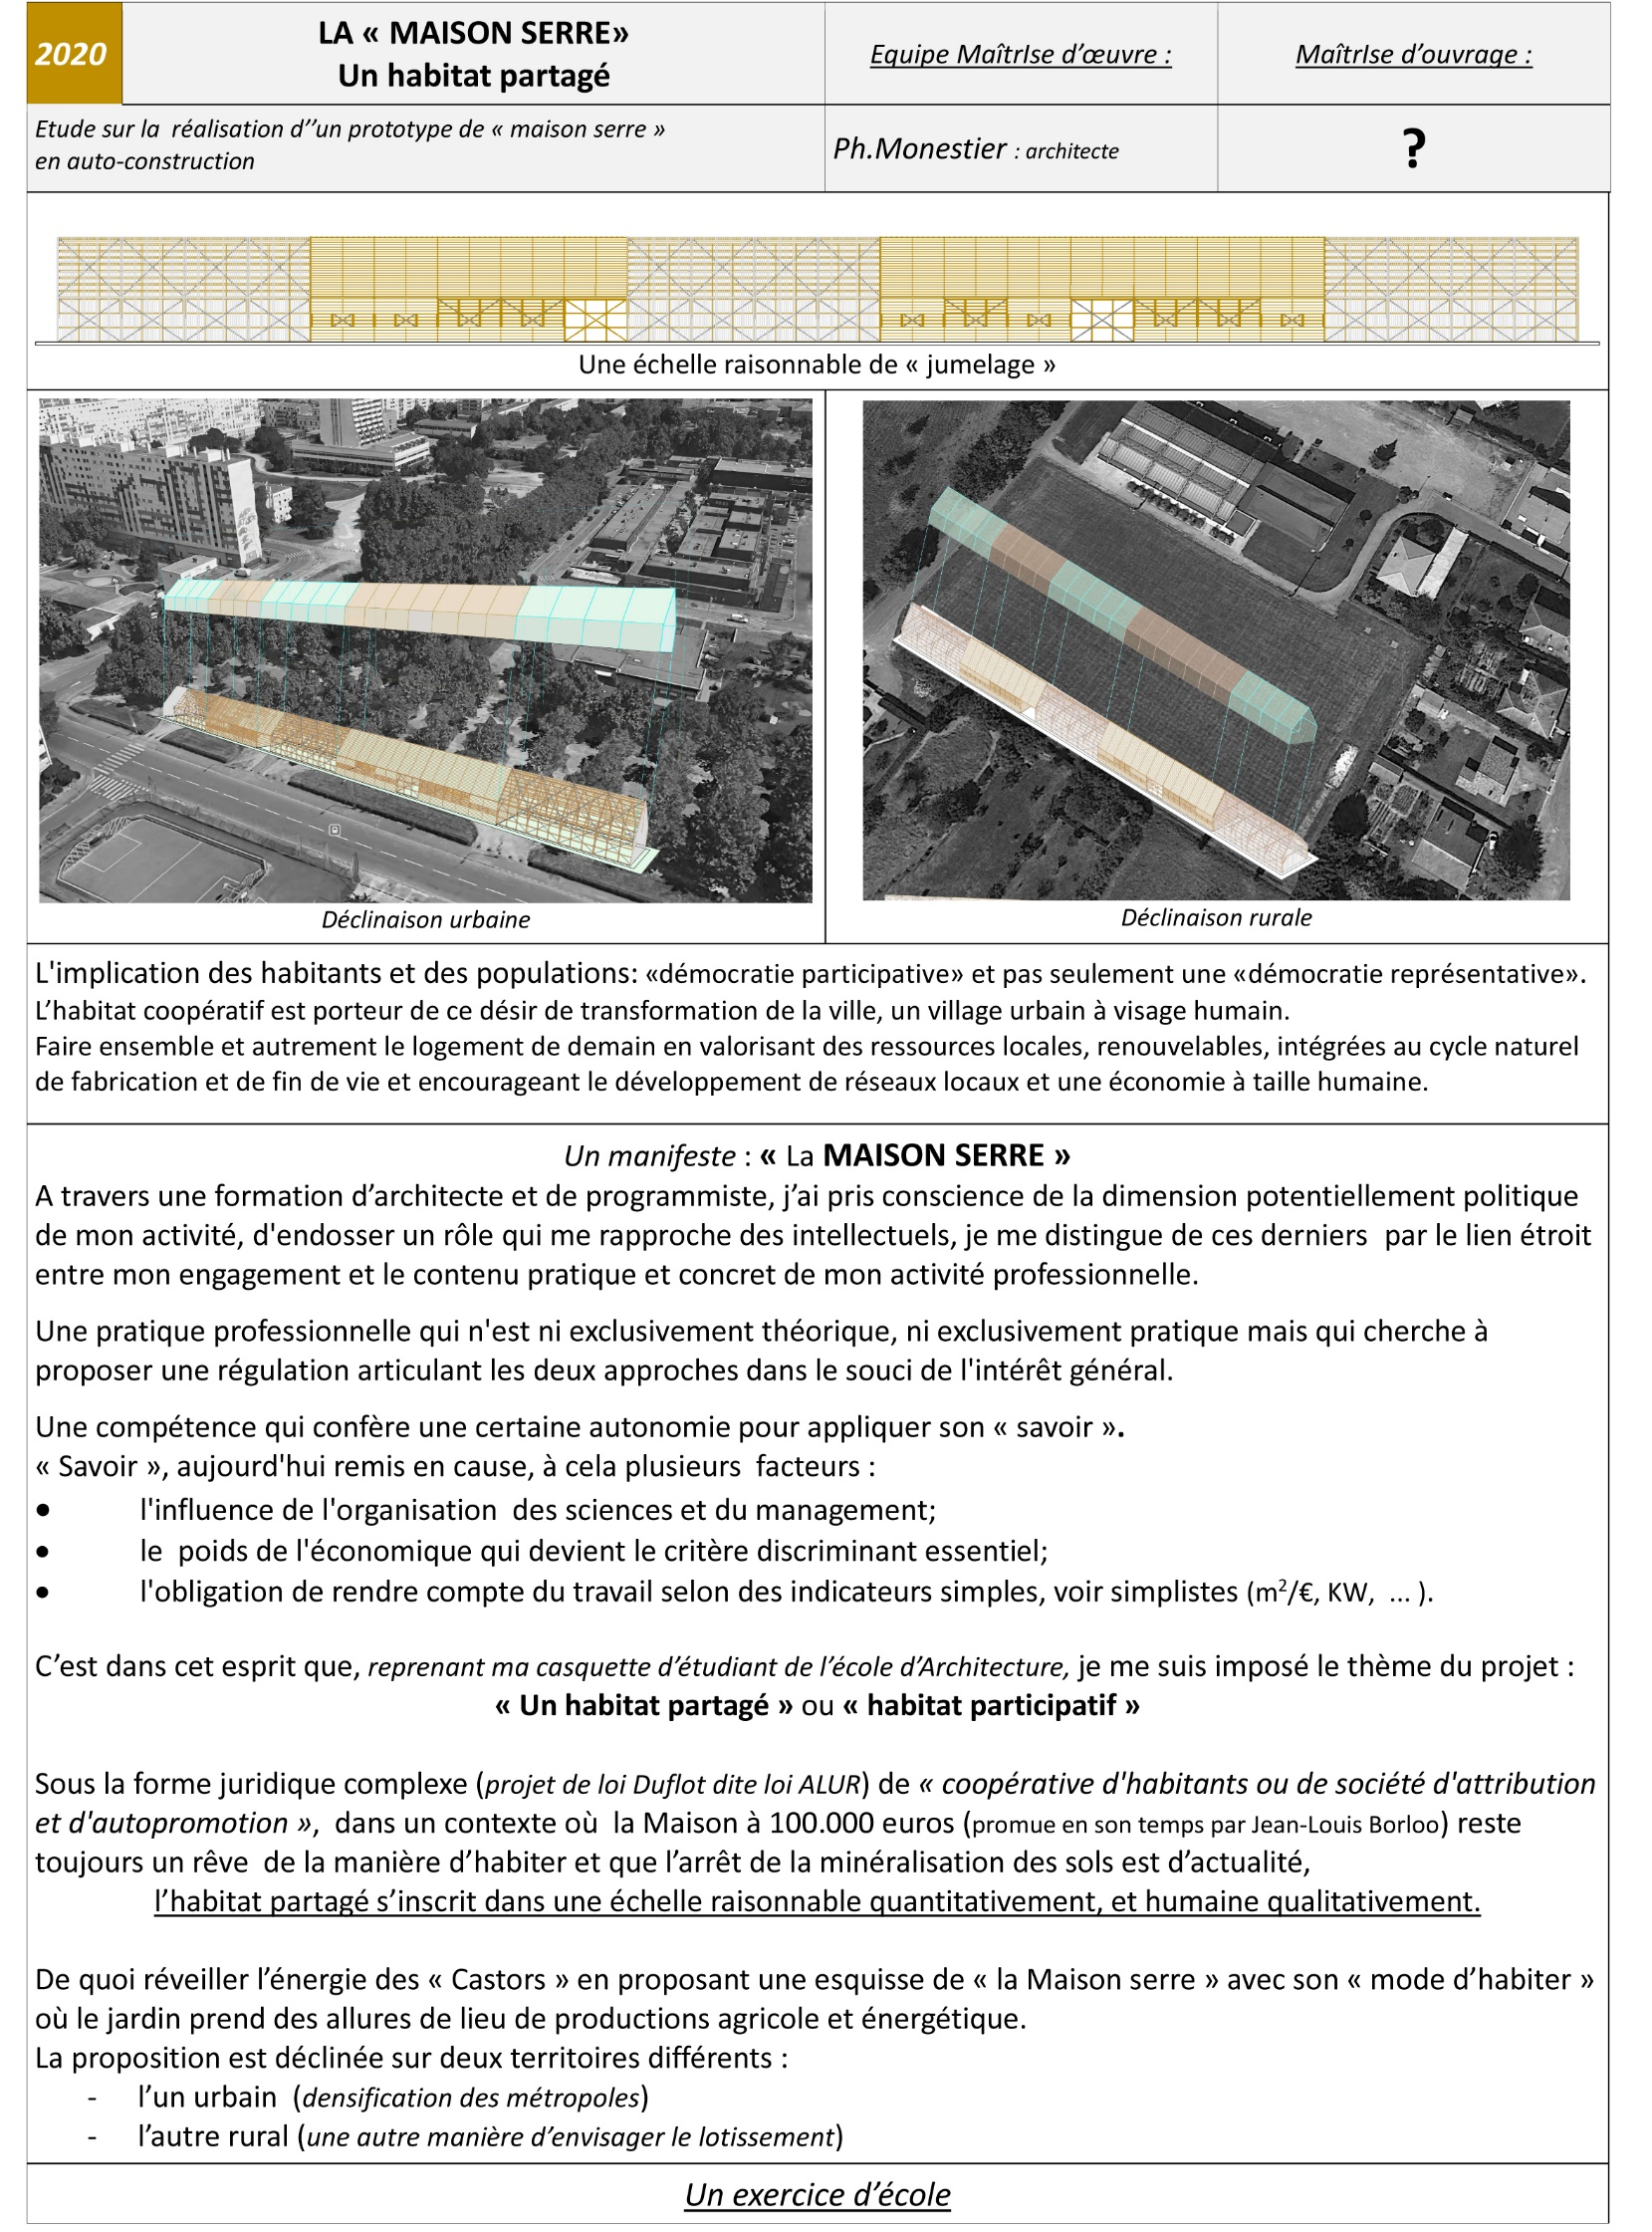 2020
LA « MAISON SERRE»
Un habitat partagé
Equipe MaîtrIse d’œuvre :
MaîtrIse d’ouvrage :
Etude sur la  réalisation d’’un prototype de « maison serre »
en auto-construction
Ph.Monestier : architecte
?
Une échelle raisonnable de « jumelage »
Déclinaison urbaine
Déclinaison rurale
L'implication des habitants et des populations: «démocratie participative» et pas seulement une «démocratie représentative».
L’habitat coopératif est porteur de ce désir de transformation de la ville, un village urbain à visage humain.
Faire ensemble et autrement le logement de demain en valorisant des ressources locales, renouvelables, intégrées au cycle naturel
de fabrication et de fin de vie et encourageant le développement de réseaux locaux et une économie à taille humaine.
Un manifeste : « La MAISON SERRE »
A travers une formation d’architecte et de programmiste, j’ai pris conscience de la dimension potentiellement politique
de mon activité, d'endosser un rôle qui me rapproche des intellectuels, je me distingue de ces derniers  par le lien étroit
entre mon engagement et le contenu pratique et concret de mon activité professionnelle.
Une pratique professionnelle qui n'est ni exclusivement théorique, ni exclusivement pratique mais qui cherche à
proposer une régulation articulant les deux approches dans le souci de l'intérêt général.
Une compétence qui confère une certaine autonomie pour appliquer son « savoir ».
« Savoir », aujourd'hui remis en cause, à cela plusieurs  facteurs :
• l'influence de l'organisation  des sciences et du management;
• le  poids de l'économique qui devient le critère discriminant essentiel;
• l'obligation de rendre compte du travail selon des indicateurs simples, voir simplistes (m²/€, KW,  ... ).
C’est dans cet esprit que, reprenant ma casquette d’étudiant de l’école d’Architecture, je me suis imposé le thème du projet :
« Un habitat partagé » ou « habitat participatif »
Sous la forme juridique complexe (projet de loi Duflot dite loi ALUR) de « coopérative d'habitants ou de société d'attribution
et d'autopromotion »,  dans un contexte où  la Maison à 100.000 euros (promue en son temps par Jean-Louis Borloo) reste
toujours un rêve  de la manière d’habiter et que l’arrêt de la minéralisation des sols est d’actualité,
l’habitat partagé s’inscrit dans une échelle raisonnable quantitativement, et humaine qualitativement.
De quoi réveiller l’énergie des « Castors » en proposant une esquisse de « la Maison serre » avec son « mode d’habiter »
où le jardin prend des allures de lieu de productions agricole et énergétique.
La proposition est déclinée sur deux territoires différents :
- l’un urbain  (densification des métropoles)
- l’autre rural (une autre manière d’envisager le lotissement)
Un exercice d’école